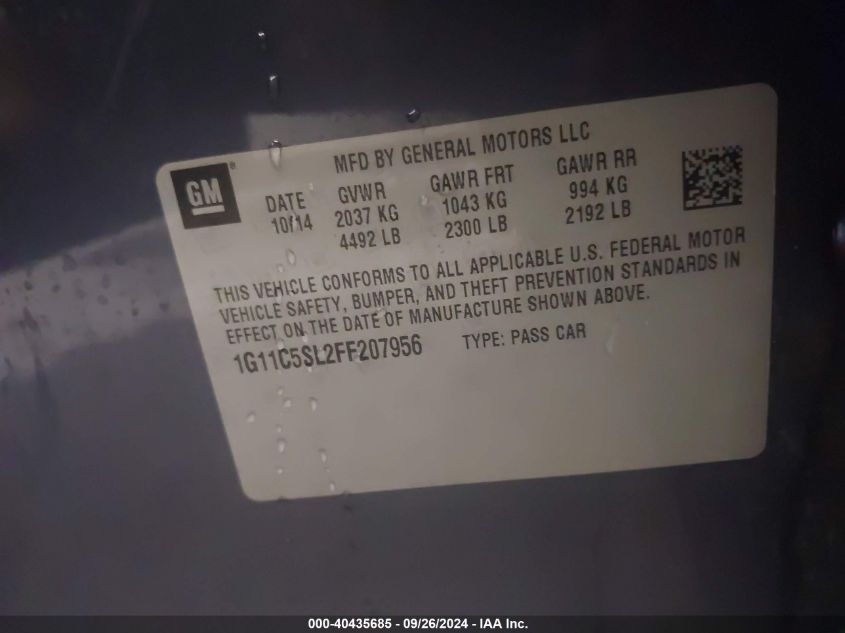 MFD BY GENERAL MOTORS LLC
GM®
DATE GVWR GAWR FRT GAWR RR
10/14 2037 KG 1043 KG 994 KG
4492 LB 2300 LB 2192 LB
THIS VEHICLE CONFORMS TO ALL APPLICABLE U.S. FEDERAL MOTOR
VEHICLE SAFETY, BUMPER, AND THEFT PREVENTION STANDARDS IN
EFFECT ON THE DATE OF MANUFACTURE SHOWN ABOVE.
1G11C5SL2FF207956 TYPE: PASS CAR
000-40435685 - 09/26/2024 - IAA Inc.